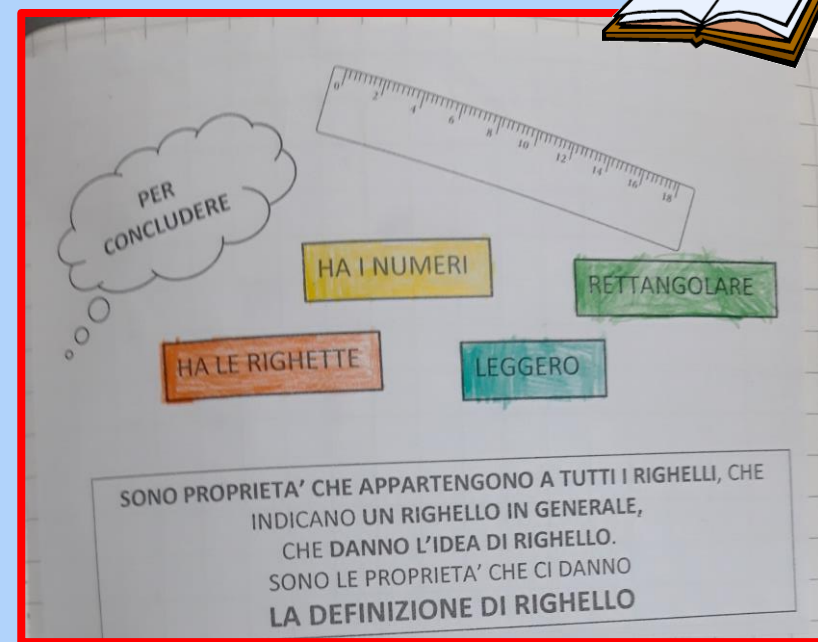 0 2 4 6 8 10 12 14 16 18
PER
CONCLUDERE
HA I NUMERI
RETTANGOLARE
HA LE RIGHETTE
LEGGERO
SONO PROPRIETA' CHE APPARTENGONO A TUTTI I RIGHELLI, CHE
INDICANO UN RIGHELLO IN GENERALE,
CHE DANNO L'IDEA DI RIGHELLO.
SONO LE PROPRIETA' CHE CI DANNO
LA DEFINIZIONE DI RIGHELLO